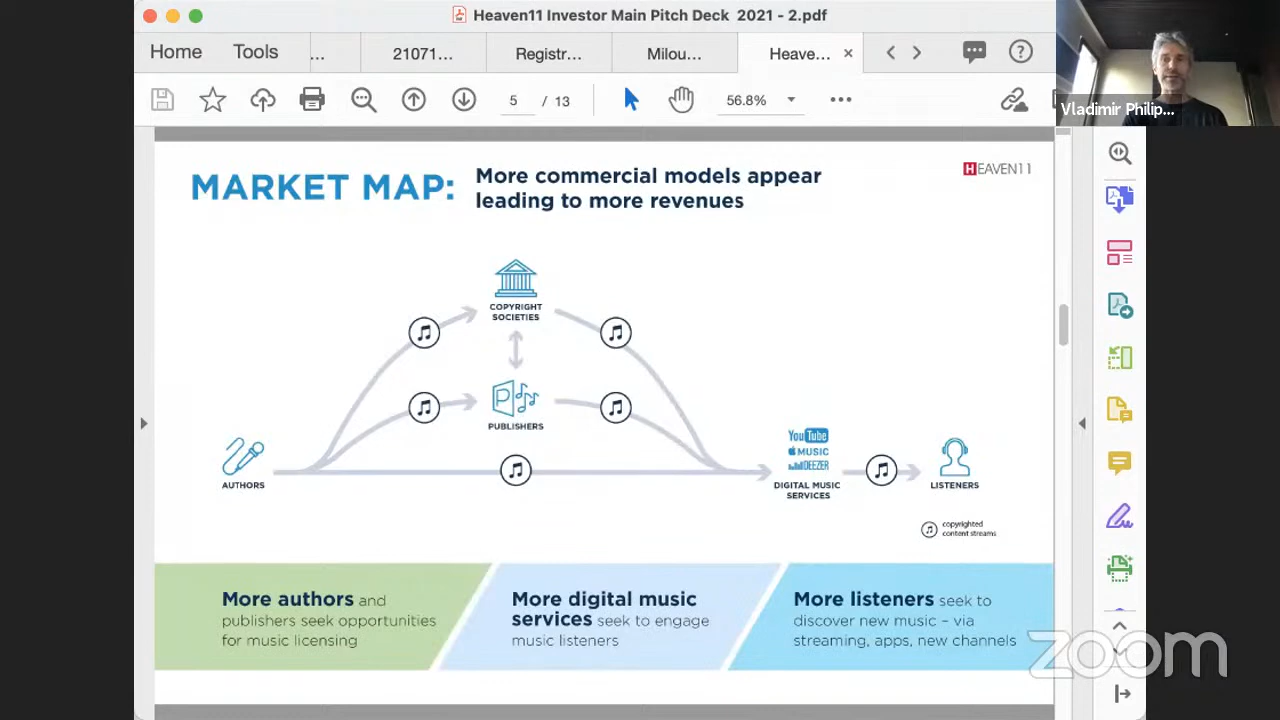 Heaven11 Investor Main Pitch Deck 2021 - 2.pdf
Home Tools ... 21071... Registr... Milou... Heave...
5 / 13 56.8%
Vladimir Philip...
MARKET MAP:
More commercial models appear
leading to more revenues
HEAVEN11
COPYRIGHT
SOCIETIES
PUBLISHERS
AUTHORS
YouTube
MUSIC
DEEZER
DIGITAL MUSIC
SERVICES
LISTENERS
copyrighted
content streams
More authors and
publishers seek opportunities
for music licensing
More digital music
services seek to engage
music listeners
More listeners seek to
discover new music – via
streaming, apps, new channels
zoom